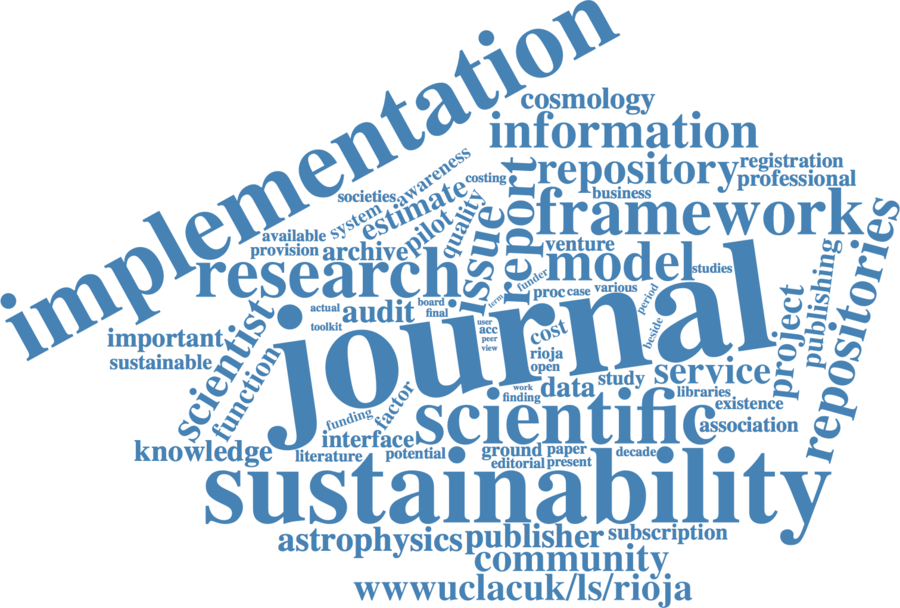 implementation
cosmology
information
repository
registration
professional
awareness
costing
societies
system
estimate
business
framework
available
provision
archive
pilot
quality
issue
report
venture
research
model
studies
funder
term
proc case various
period
beside
actual
toolkit
audit
board
final
journal
user
acc
peer
view
cost
rioja
open
important
sustainable
scientist
function
project
publishing
repositories
data
study
service
work
finding
libraries
existence
association
scientific
factor
funding
interface
knowledge
literature
potential
ground
paper
decade
editorial
present
sustainability
astrophysics
publisher
subscription
community
wwwuclacuk/ls/rioja